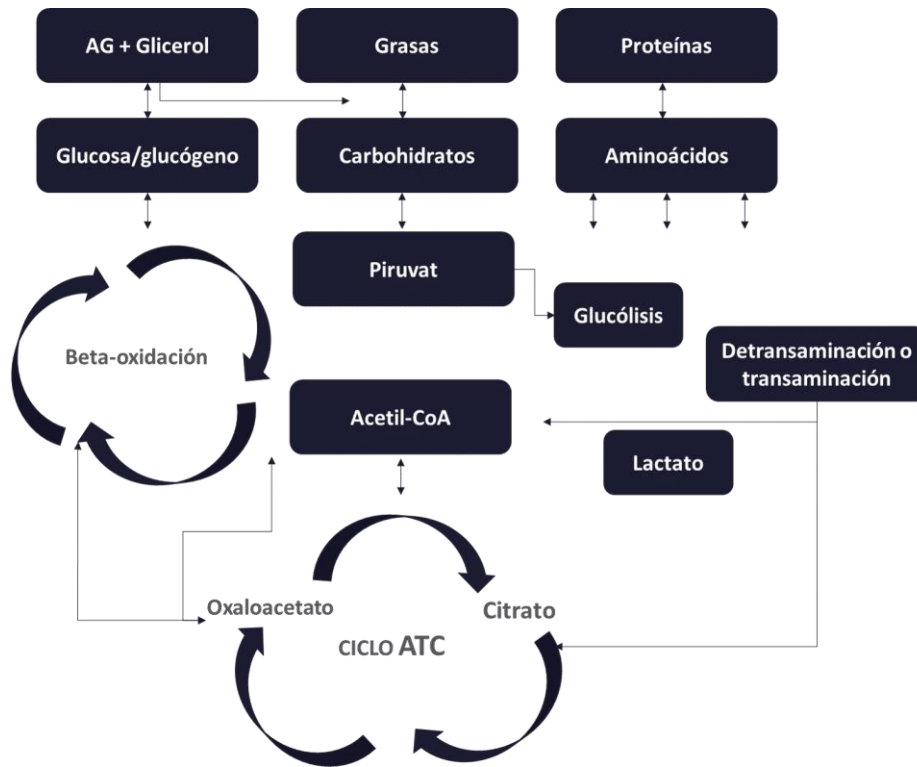 AG + Glicerol
Grasas
Proteínas
Glucosa/glucógeno
Carbohidratos
Aminoácidos
Piruvat
Glucólisis
Beta-oxidación
Detransaminación o
transaminación
Acetil-CoA
Lactato
Oxaloacetato
Citrato
CICLO ATC